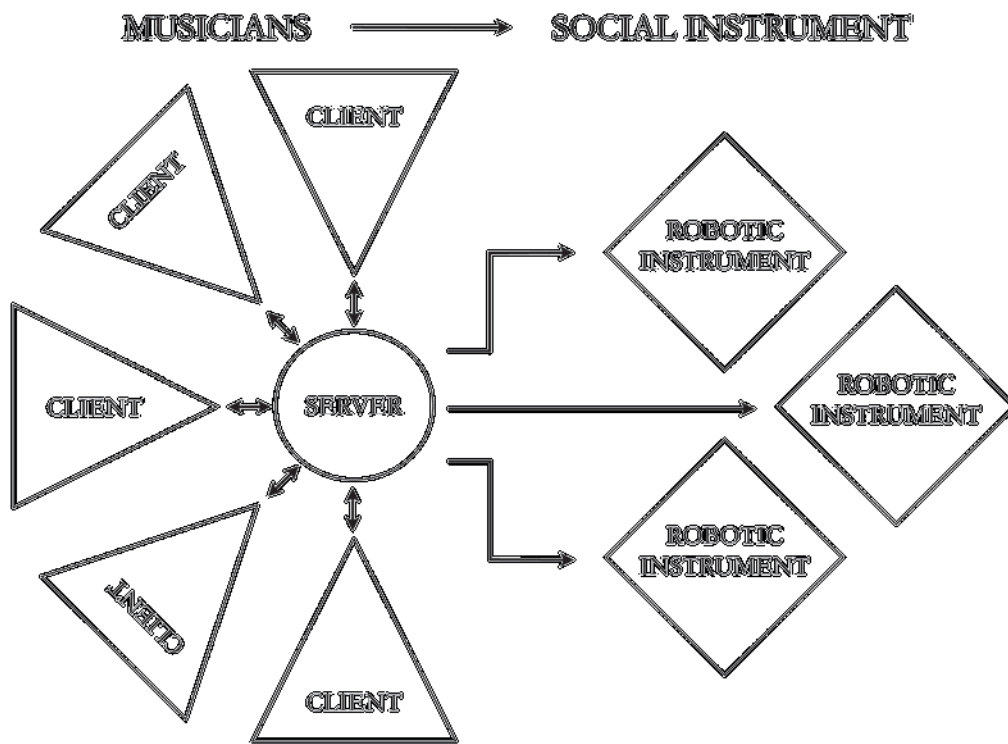 MUSICIANS
SOCIAL INSTRUMENT
CLIENT
CLIENT
CLIENT
CLIENT
CLIENT
SERVER
ROBOTIC
INSTRUMENT
ROBOTIC
INSTRUMENT
ROBOTIC
INSTRUMENT